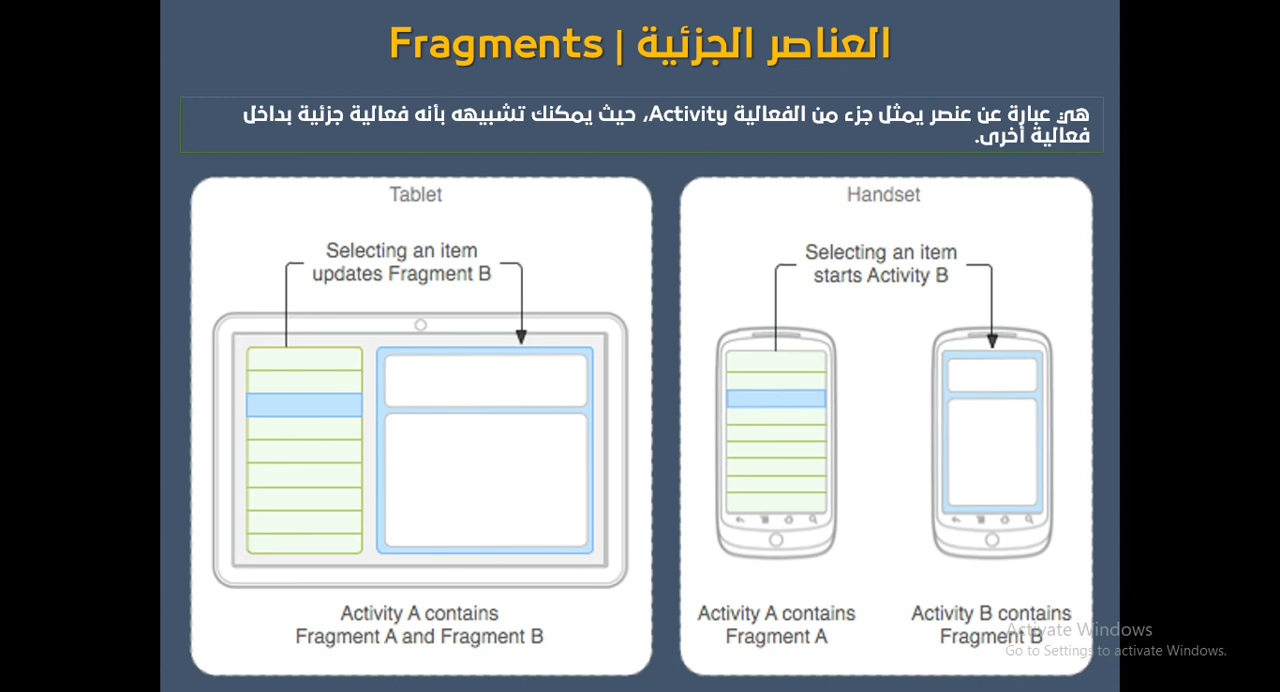 العناصر الجزئية | Fragments
هي عبارة عن عنصر يمثل جزء من الفعالية Activity، حيث يمكنك تشبيهه بأنه فعالية جزئية بداخل
فعالية أخرى.
Tablet
Selecting an item
updates Fragment B
Activity A contains
Fragment A and Fragment B
Handset
Selecting an item
starts Activity B
Activity A contains
Fragment A
Activity B contains
Fragment B
Activate Windows
Go to Settings to activate Windows.